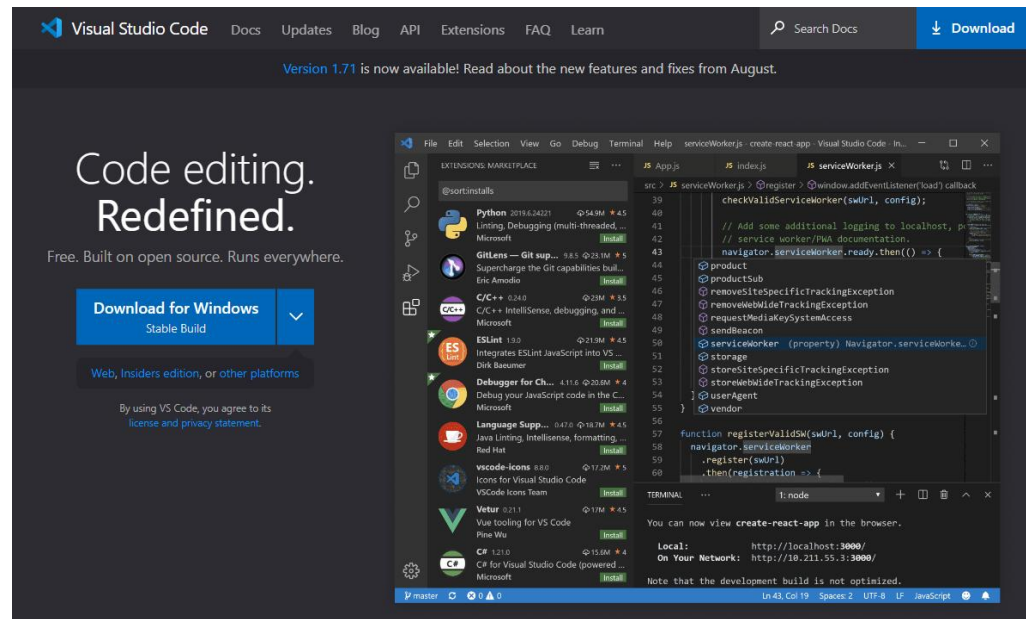 Visual Studio Code Docs Updates Blog API Extensions FAQ Learn Search Docs Download
Version 1.71 is now available! Read about the new features and fixes from August.
Code editing.
Redefined.
Free. Built on open source. Runs everywhere.
Download for Windows
Stable Build
Web, Insiders edition, or other platforms
By using VS Code, you agree to its
license and privacy statement.
File Edit Selection View Go Debug Terminal Help serviceWorker.js - create-react-app - Visual Studio Code - In...
EXTENSIONS: MARKETPLACE
@sort:installs
Python 2019.6.24221 54.9M ★ 4.5
Linting, Debugging (multi-threaded, ...
Microsoft Install
GitLens — Git sup... 9.8.5 23.1M ★ 5
Supercharge the Git capabilities buil...
Eric Amodio Install
C/C++ 0.24.0 23M ★ 3.5
C/C++ IntelliSense, debugging, and ...
Microsoft Install
ESLint 1.9.0 21.9M ★ 4.5
Integrates ESLint JavaScript into VS ...
Dirk Baeumer Install
Debugger for Ch... 4.11.6 20.6M ★ 4
Debug your JavaScript code in the C...
Microsoft Install
Language Supp... 0.47.0 18.7M ★ 4.5
Java Linting, Intellisense, formatting, ...
Red Hat Install
vscode-icons 8.8.0 17.2M ★ 5
Icons for Visual Studio Code
VSCode Icons Team Install
Vetur 0.21.1 17M ★ 4.5
Vue tooling for VS Code
Pine Wu Install
C# 1.21.0 15.6M ★ 4
C# for Visual Studio Code (powered ...
Microsoft Install
JS App.js JS index.js JS serviceWorker.js ×
src > JS serviceWorker.js > register > window.addEventListener('load') callback
39 checkValidServiceWorker(swUrl, config);
40
41 // Add some additional logging to localhost, p
42 // service worker/PWA documentation.
43 navigator.serviceWorker.ready.then(() => {
44 product
45 productSub
46 removeSiteSpecificTrackingException
47 removeWebWideTrackingException
48 requestMediaKeySystemAccess
49 sendBeacon
50 serviceWorker (property) Navigator.serviceWorke...
51 storage
52 storeSiteSpecificTrackingException
53 storeWebWideTrackingException
54 } userAgent
55 } vendor
56
57 function registerValidSW(swUrl, config) {
58 navigator.serviceWorker
59 .register(swUrl)
60 .then(registration => {
TERMINAL ... 1: node
You can now view create-react-app in the browser.
Local: http://localhost:3000/
On Your Network: http://10.211.55.3:3000/
Note that the development build is not optimized.
master 0 0 Ln 43, Col 19 Spaces: 2 UTF-8 LF JavaScript